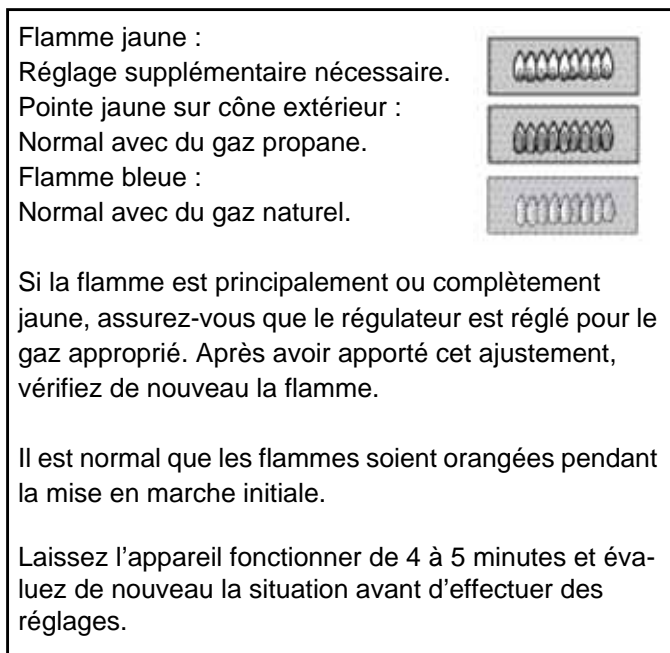 Flamme jaune :
Réglage supplémentaire nécessaire.
Pointe jaune sur cône extérieur :
Normal avec du gaz propane.
Flamme bleue :
Normal avec du gaz naturel.
Si la flamme est principalement ou complètement
jaune, assurez-vous que le régulateur est réglé pour le
gaz approprié. Après avoir apporté cet ajustement,
vérifiez de nouveau la flamme.
Il est normal que les flammes soient orangées pendant
la mise en marche initiale.
Laissez l’appareil fonctionner de 4 à 5 minutes et éva-
luez de nouveau la situation avant d’effectuer des
réglages.